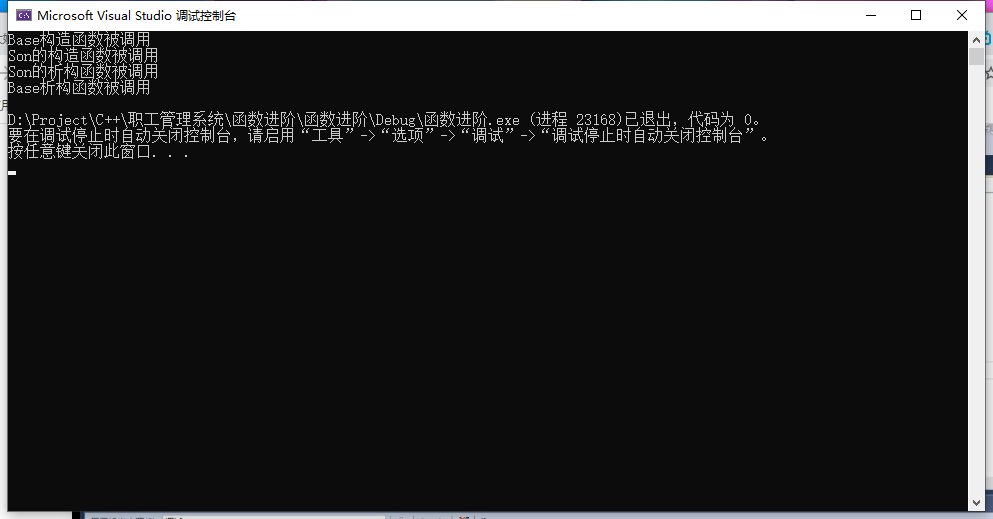 Microsoft Visual Studio 调试控制台
Base构造函数被调用
Son的构造函数被调用
Son的析构函数被调用
Base析构函数被调用
D:\Project\C++\职工管理系统\函数进阶\函数进阶\Debug\函数进阶.exe (进程 23168)已退出，代码为 0。
要在调试停止时自动关闭控制台，请启用“工具”->“选项”->“调试”->“调试停止时自动关闭控制台”。
按任意键关闭此窗口. . .